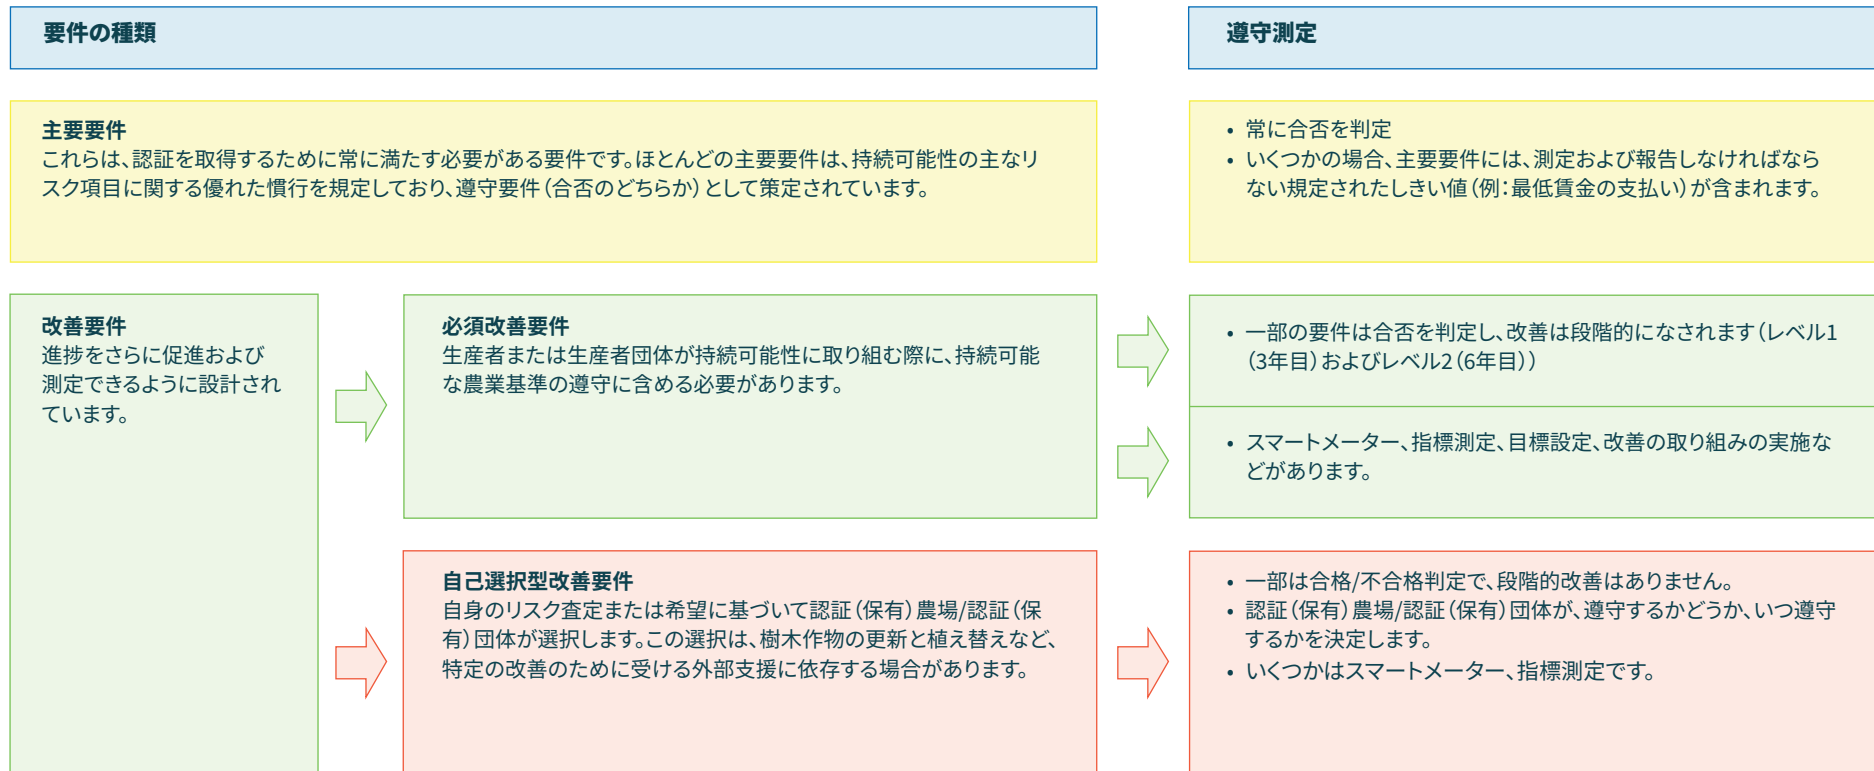 要件の種類
遵守測定
主要要件
これらは、認証を取得するために常に満たす必要がある要件です。ほとんどの主要要件は、持続可能性の主なリ
スク項目に関する優れた慣行を規定しており、遵守要件（合否のどちらか）として策定されています。
• 常に合否を判定
• いくつかの場合、主要要件には、測定および報告しなければなら
ない規定されたしきい値（例：最低賃金の支払い）が含まれます。
改善要件
進捗をさらに促進および
測定できるように設計され
ています。
必須改善要件
生産者または生産者団体が持続可能性に取り組む際に、持続可能
な農業基準の遵守に含める必要があります。
• 一部の要件は合否を判定し、改善は段階的になされます（レベル1
（3年目）およびレベル2（6年目））
• スマートメーター、指標測定、目標設定、改善の取り組みの実施な
どがあります。
自己選択型改善要件
自身のリスク査定または希望に基づいて認証（保有）農場/認証（保
有）団体が選択します。この選択は、樹木作物の更新と植え替えなど、
特定の改善のために受ける外部支援に依存する場合があります。
• 一部は合格/不合格判定で、段階的改善はありません。
• 認証（保有）農場/認証（保有）団体が、遵守するかどうか、いつ遵守
するかを決定します。
• いくつかはスマートメーター、指標測定です。